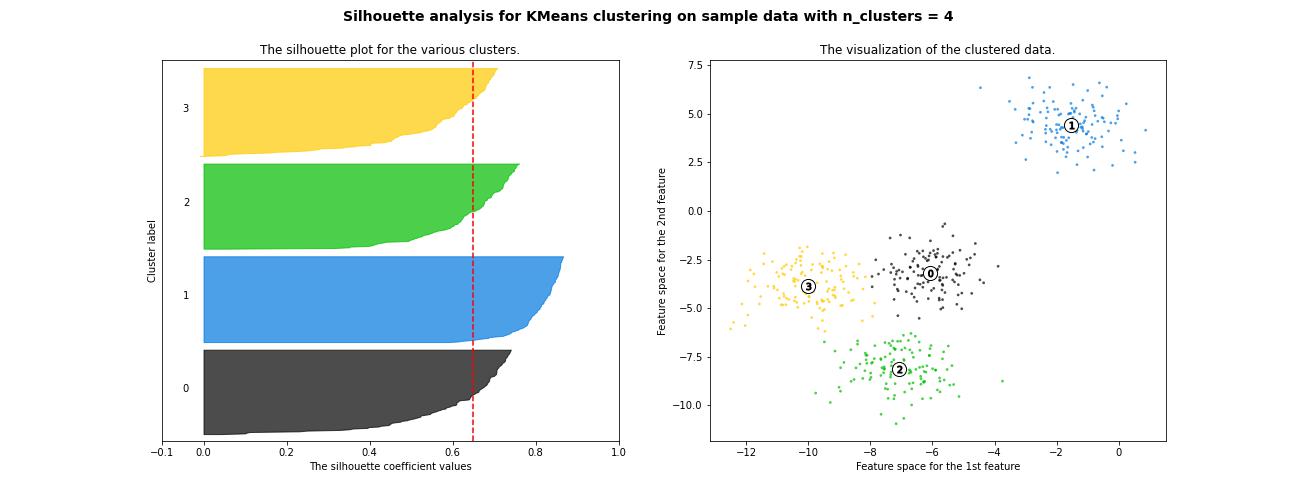 Silhouette analysis for KMeans clustering on sample data with n_clusters = 4
The silhouette plot for the various clusters.
Cluster label
3
2
1
0
−0.1 0.0 0.2 0.4 0.6 0.8 1.0
The silhouette coefficient values
The visualization of the clustered data.
Feature space for the 2nd feature
7.5
5.0
2.5
0.0
−2.5
−5.0
−7.5
−10.0
1
0
3
2
−12 −10 −8 −6 −4 −2 0
Feature space for the 1st feature